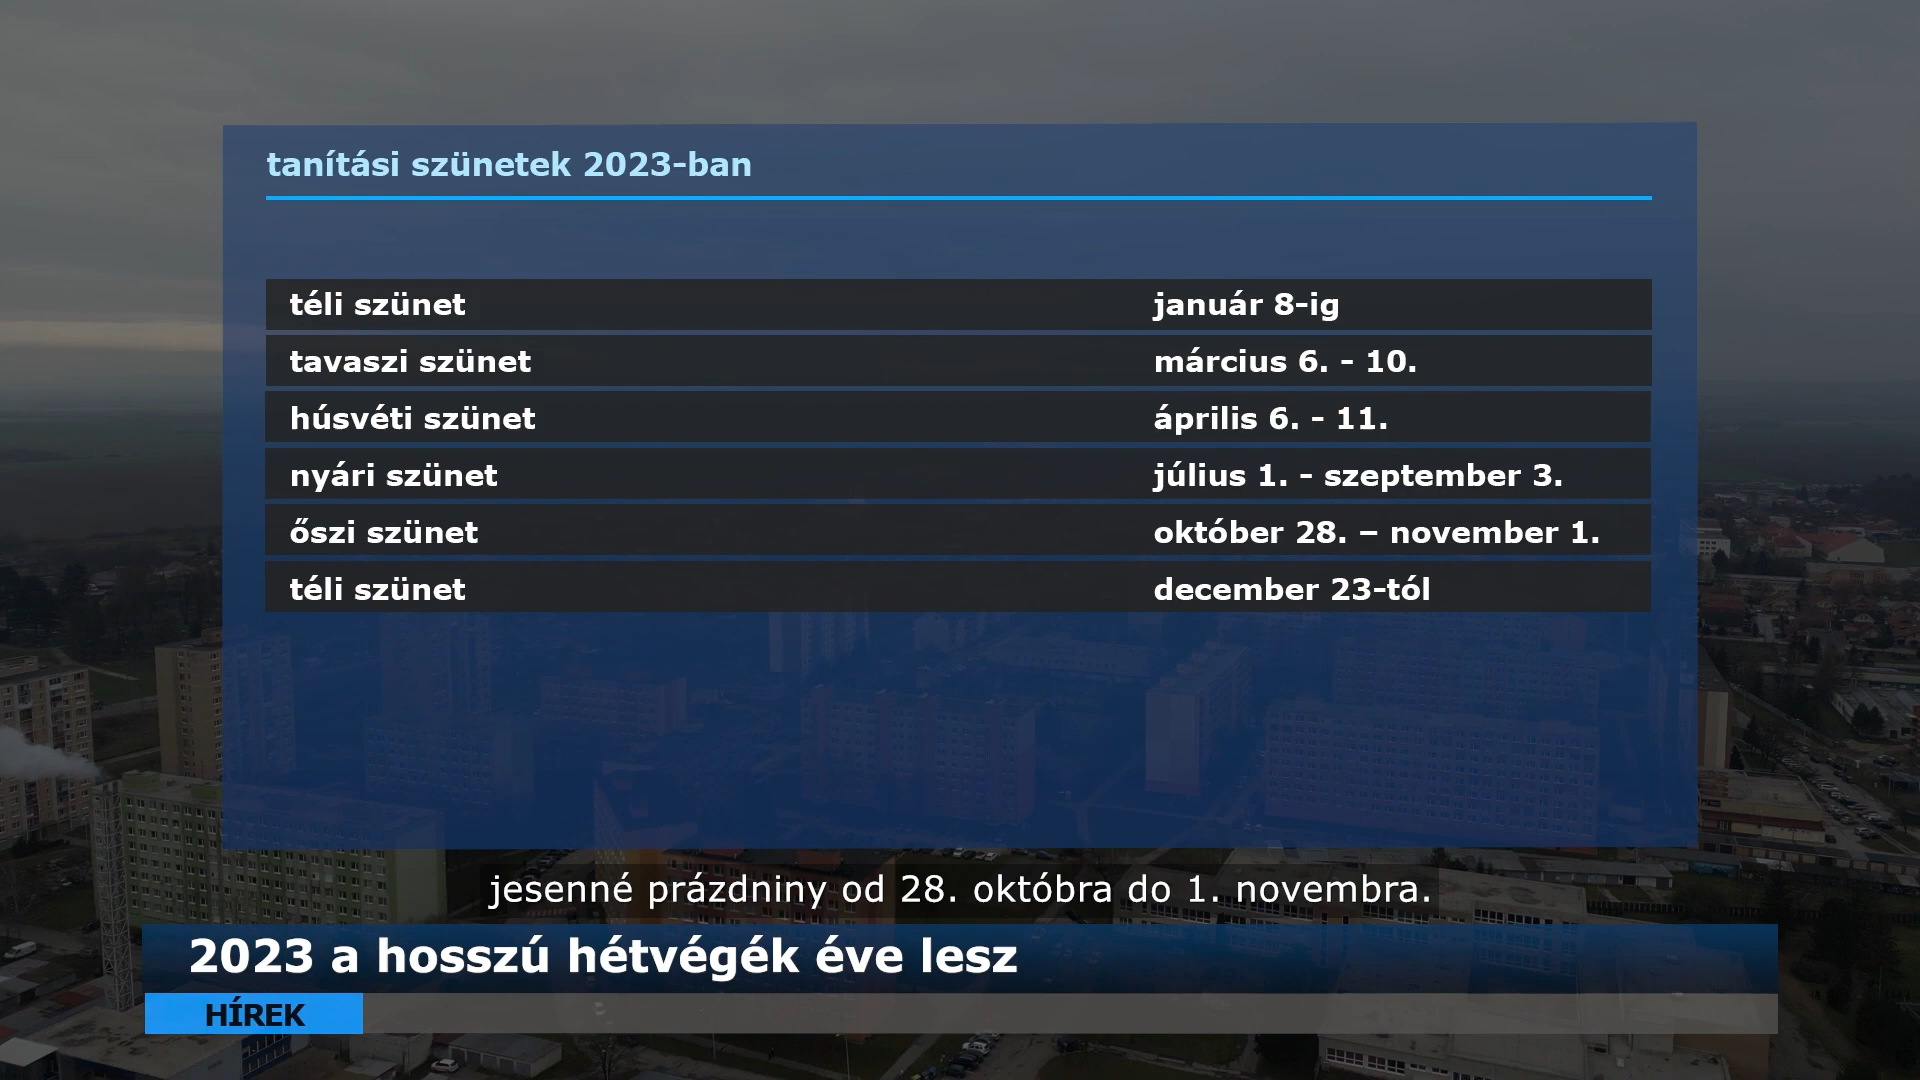 tanítási szünetek 2023-ban
téli szünet január 8-ig
tavaszi szünet március 6. - 10.
húsvéti szünet április 6. - 11.
nyári szünet július 1. - szeptember 3.
őszi szünet október 28. – november 1.
téli szünet december 23-tól
jesenné prázdniny od 28. októbra do 1. novembra.
2023 a hosszú hétvégék éve lesz
HÍREK